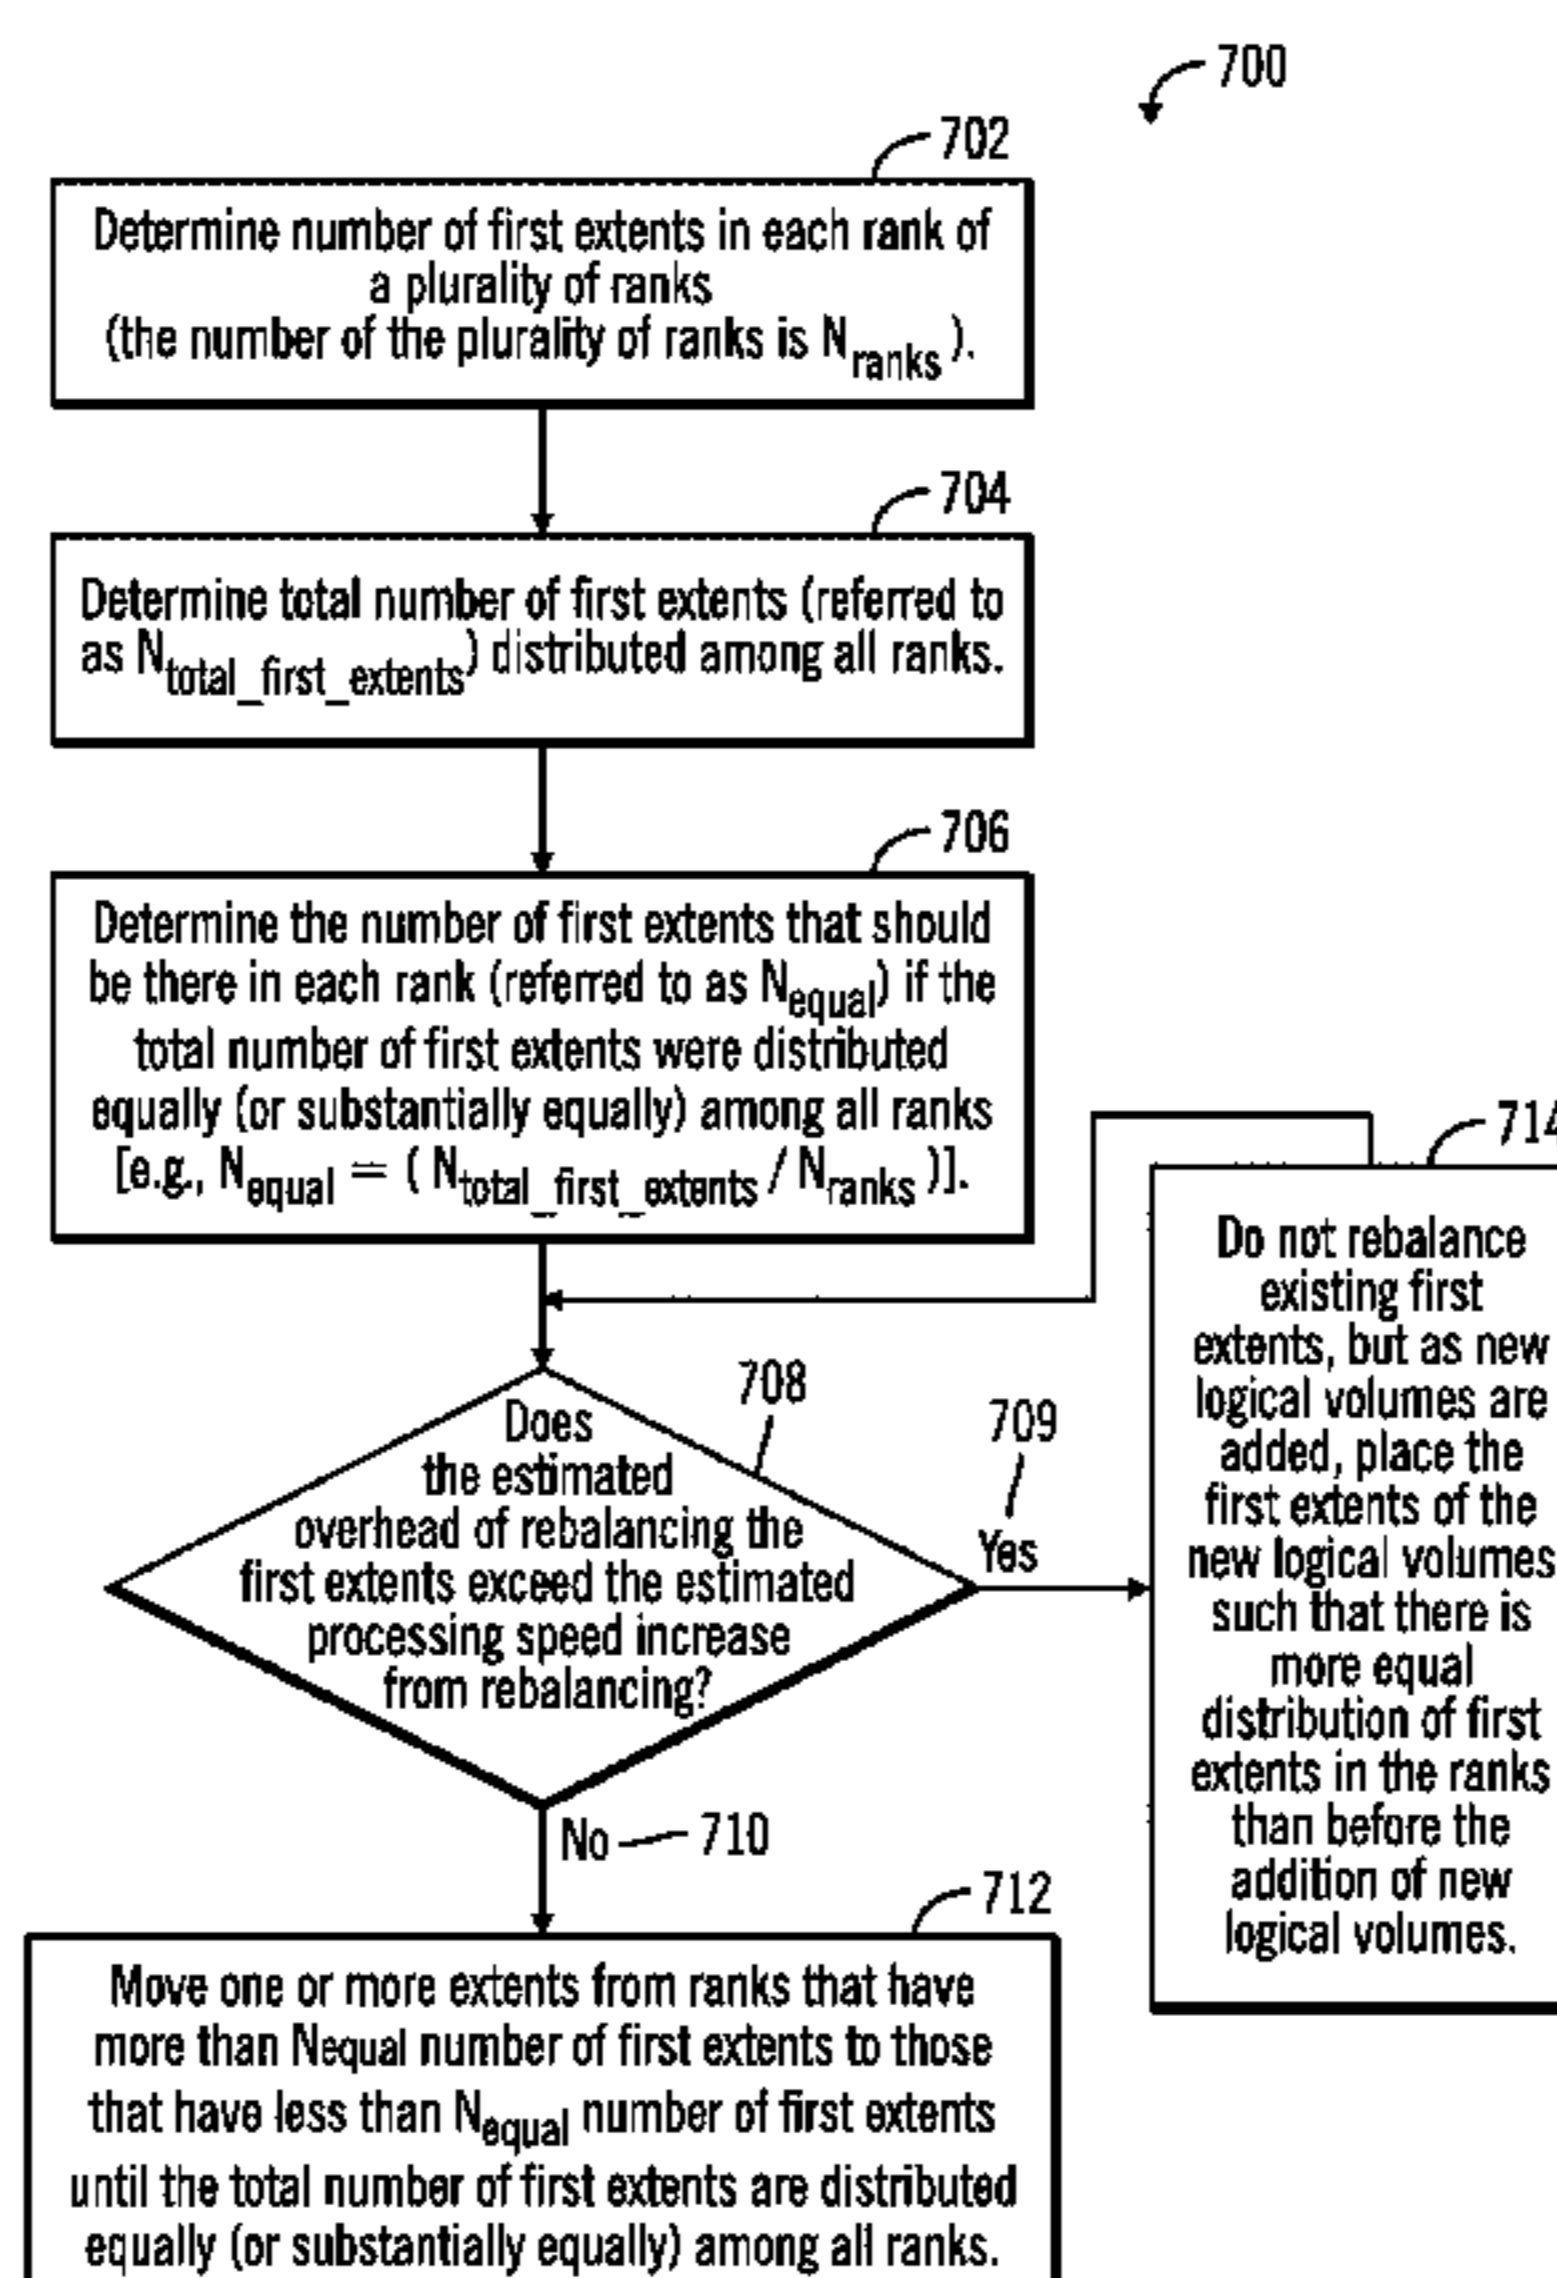 700
702
Determine number of first extents in each rank of
a plurality of ranks
(the number of the plurality of ranks is N ranks ).
704
Determine total number of first extents (referred to
as N total_first_extents) distributed among all ranks.
706
Determine the number of first extents that should
be there in each rank (referred to as N equal) if the
total number of first extents were distributed
equally (or substantially equally) among all ranks
[e.g., N equal = ( N total_first_extents / N ranks )].
708
Does
the estimated
overhead of rebalancing the
first extents exceed the estimated
processing speed increase
from rebalancing?
709
Yes
714
Do not rebalance
existing first
extents, but as new
logical volumes are
added, place the
first extents of the
new logical volumes
such that there is
more equal
distribution of first
extents in the ranks
than before the
addition of new
logical volumes.
No 710
712
Move one or more extents from ranks that have
more than Nequal number of first extents to those
that have less than N equal number of first extents
until the total number of first extents are distributed
equally (or substantially equally) among all ranks.